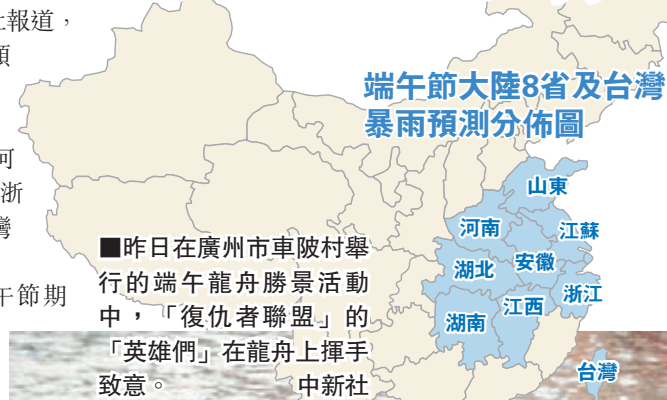 社報道，
頭
河
浙
灣
午節期
端午節大陸8省及台灣
暴雨預測分佈圖
山東
河南
江蘇
湖北
安徽
浙江
湖南
江西
台灣
■昨日在廣州市車陂村舉
行的端午龍舟勝景活動
中，「復仇者聯盟」的
「英雄們」在龍舟上揮手
致意。 中新社